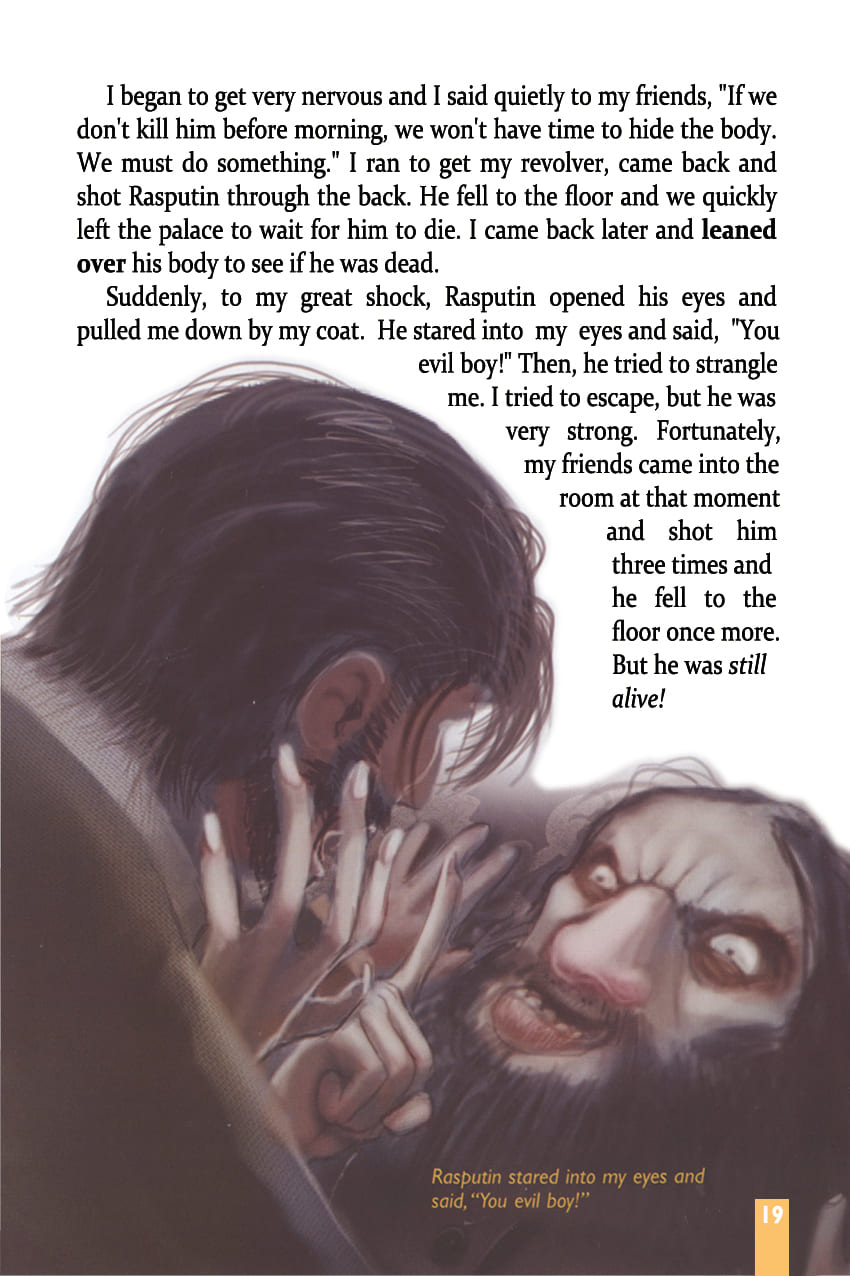 I began to get very nervous and I said quietly to my friends, "If we
don't kill him before morning, we won't have time to hide the body.
We must do something." I ran to get my revolver, came back and
shot Rasputin through the back. He fell to the floor and we quickly
left the palace to wait for him to die. I came back later and leaned
over his body to see if he was dead.
Suddenly, to my great shock, Rasputin opened his eyes and
pulled me down by my coat. He stared into my eyes and said, "You
evil boy!" Then, he tried to strangle
me. I tried to escape, but he was
very strong. Fortunately,
my friends came into the
room at that moment
and shot him
three times and
he fell to the
floor once more.
But he was still
alive!
Rasputin stared into my eyes and
said, “You evil boy!”
19